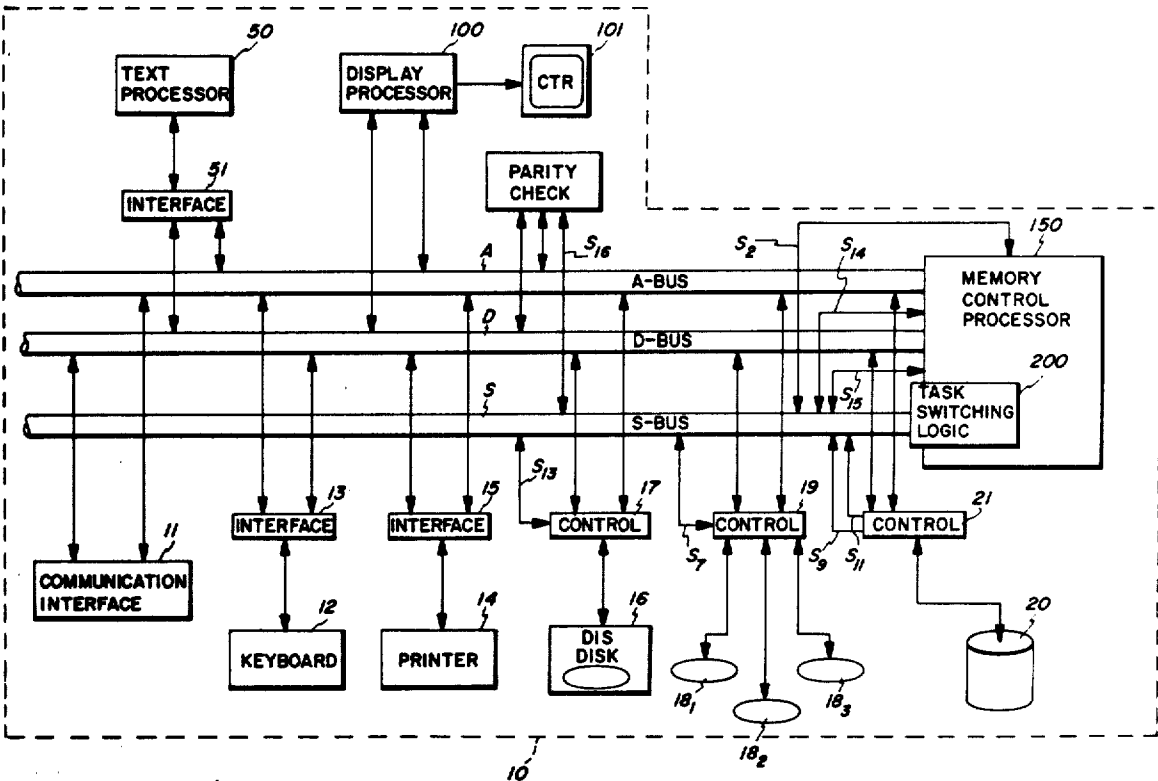 50
TEXT
PROCESSOR
100
DISPLAY
PROCESSOR
101
CTR
51
INTERFACE
PARITY
CHECK
S16
S2
S14
150
MEMORY
CONTROL
PROCESSOR
A
A-BUS
D
D-BUS
S15
200
TASK
SWITCHING
LOGIC
S
S-BUS
11
COMMUNICATION
INTERFACE
13
INTERFACE
15
INTERFACE
S13
17
CONTROL
S7
19
CONTROL
S9
S11
21
CONTROL
12
KEYBOARD
14
PRINTER
16
DIS
DISK
181
182
183
20
10